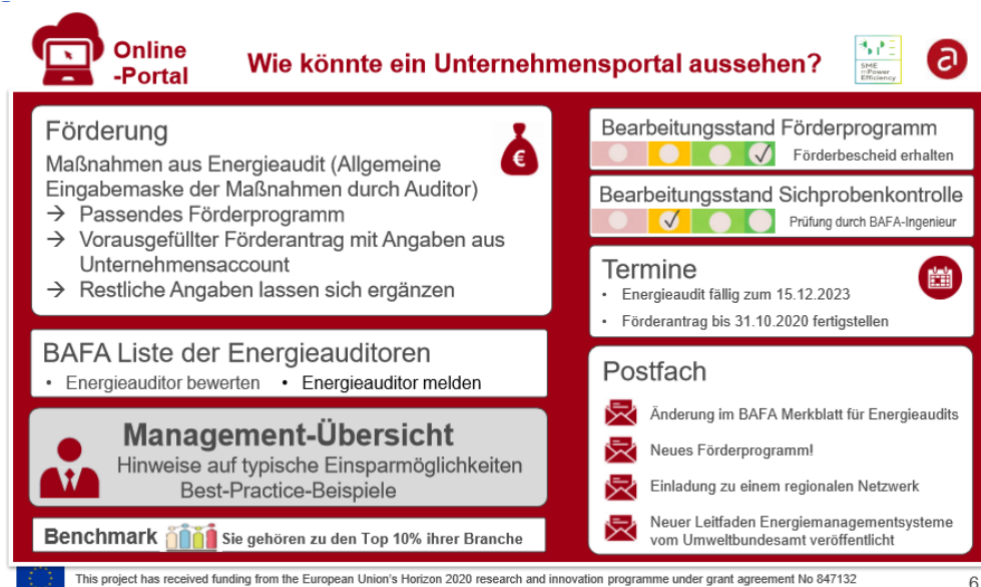 Online
-Portal
Wie könnte ein Unternehmensportal aussehen?
SME
mPower
Efficiency
a
Förderung
€
Maßnahmen aus Energieaudit (Allgemeine
Eingabemaske der Maßnahmen durch Auditor)
→ Passendes Förderprogramm
→ Vorausgefüllter Förderantrag mit Angaben aus
Unternehmensaccount
→ Restliche Angaben lassen sich ergänzen
BAFA Liste der Energieauditoren
• Energieauditor bewerten • Energieauditor melden
Management-Übersicht
Hinweise auf typische Einsparmöglichkeiten
Best-Practice-Beispiele
Benchmark Sie gehören zu den Top 10% ihrer Branche
Bearbeitungsstand Förderprogramm
Förderbescheid erhalten
Bearbeitungsstand Sichprobenkontrolle
Prüfung durch BAFA-Ingenieur
Termine
• Energieaudit fällig zum 15.12.2023
• Förderantrag bis 31.10.2020 fertigstellen
Postfach
Änderung im BAFA Merkblatt für Energieaudits
Neues Förderprogramm!
Einladung zu einem regionalen Netzwerk
Neuer Leitfaden Energiemanagementsysteme
vom Umweltbundesamt veröffentlicht
This project has received funding from the European Union's Horizon 2020 research and innovation programme under grant agreement No 847132
6